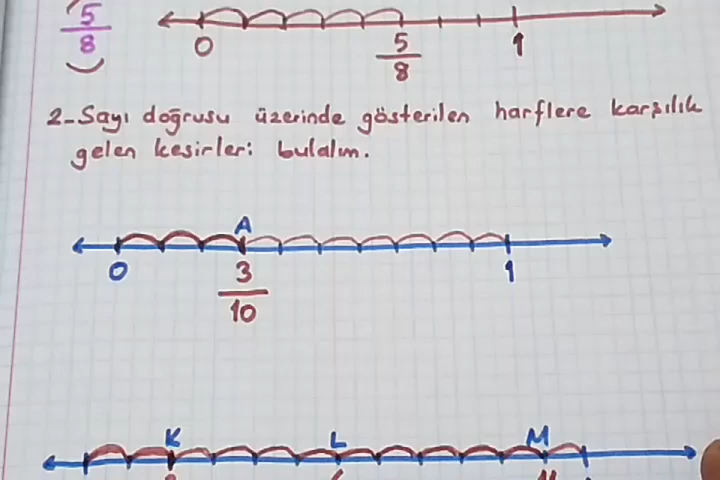 5
8
0 5 1
8
2-Sayı doğrusu üzerinde gösterilen harflere karşılık
gelen kesirleri bulalım.
A
0 3 1
10
K L M